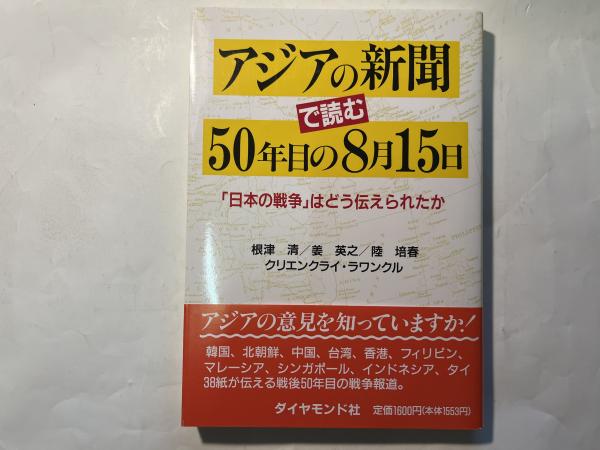 アジアの新聞
で読む
50年目の8月15日
「日本の戦争」はどう伝えられたか
根津 清／姜 英之／陸 培春
クリエンクライ・ラワンクル
アジアの意見を知っていますか!
韓国、北朝鮮、中国、台湾、香港、フィリピン、
マレーシア、シンガポール、インドネシア、タイ
38紙が伝える戦後50年目の戦争報道。
ダイヤモンド社 定価1600円(本体1553円)